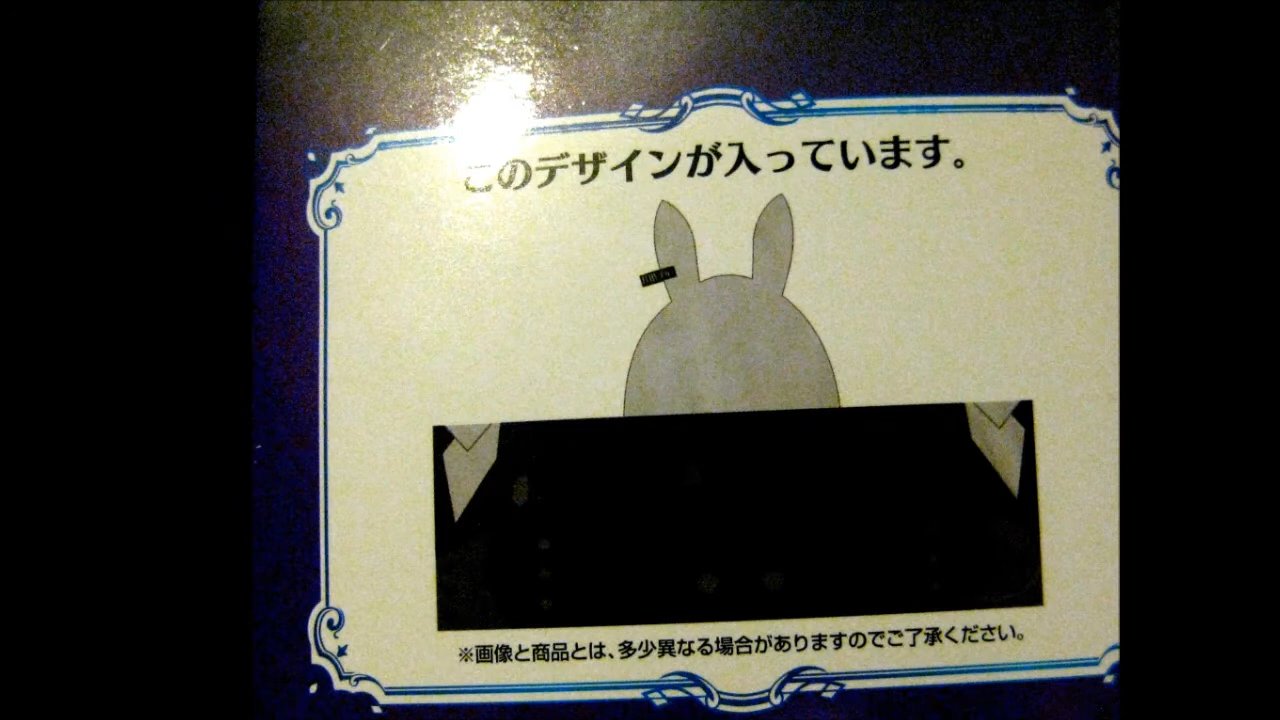 このデザインが入っています。
※画像と商品とは、多少異なる場合がありますのでご了承ください。